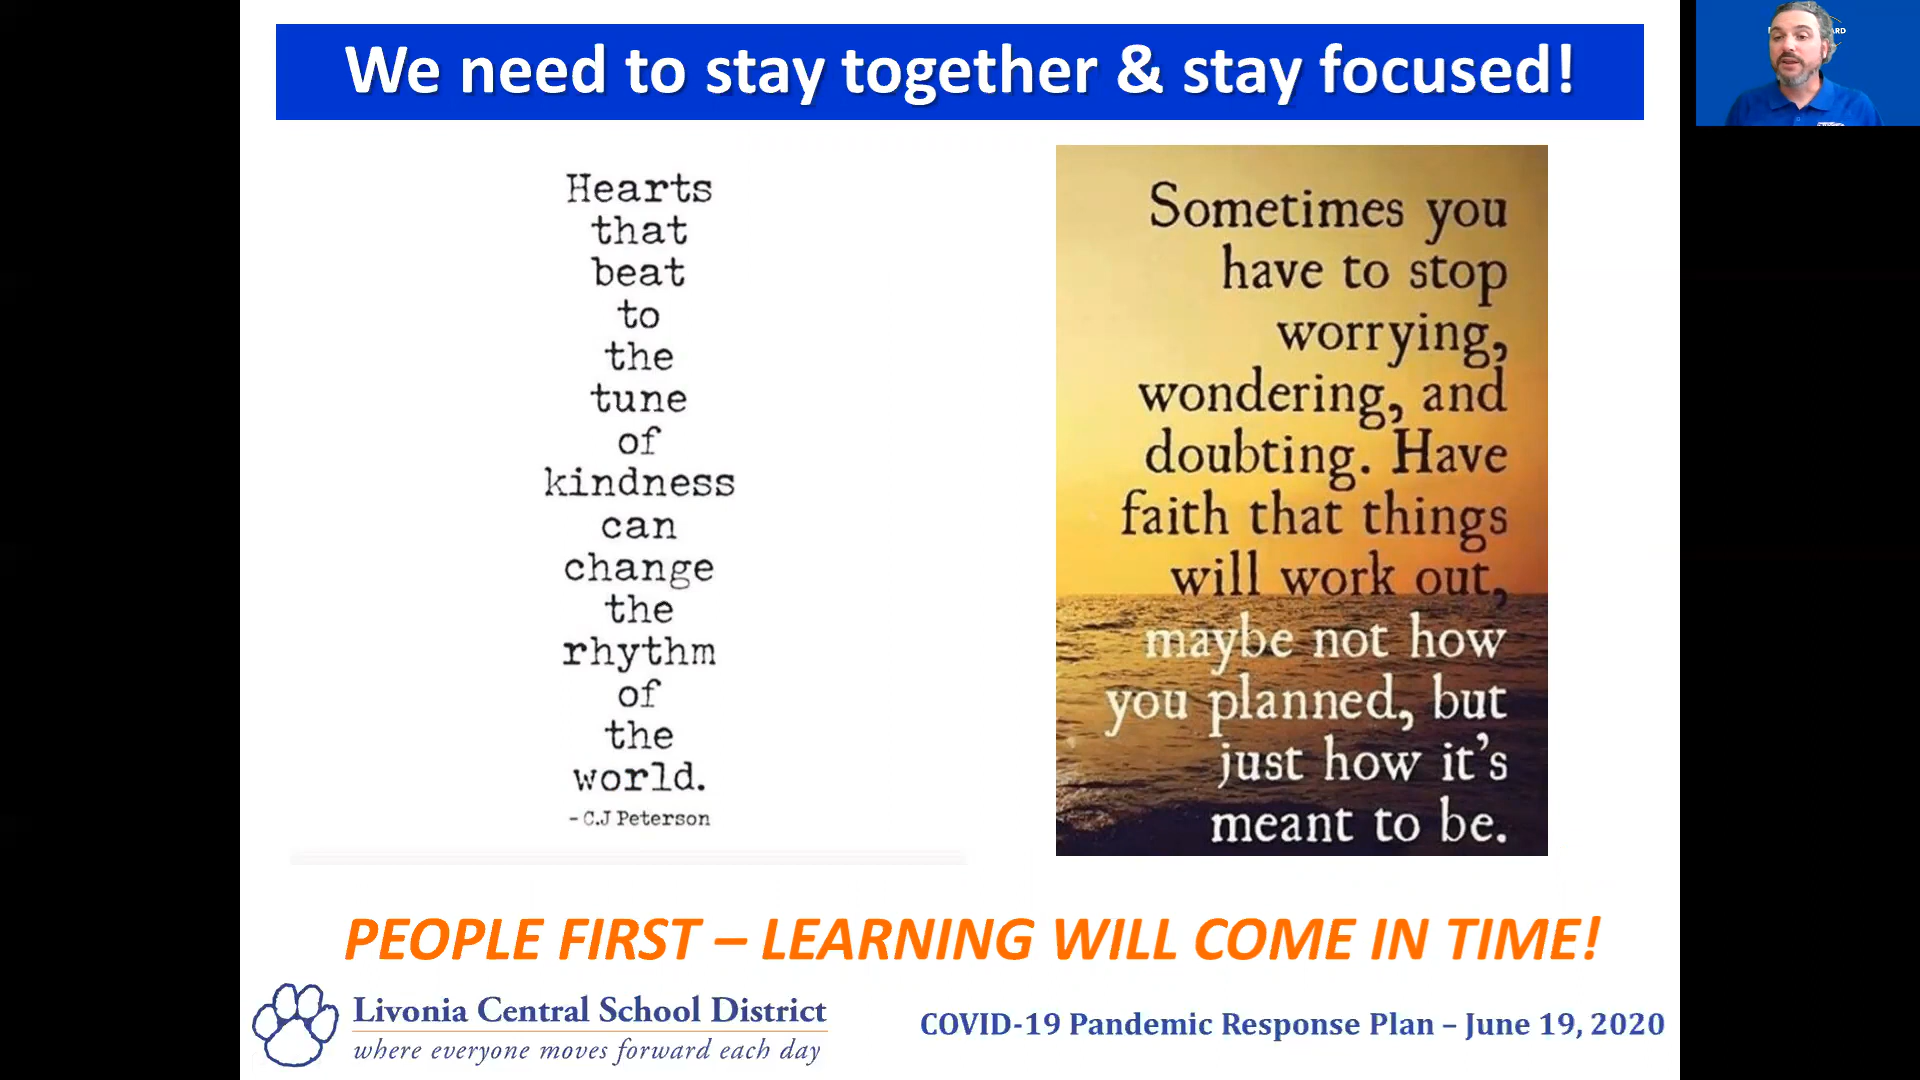 We need to stay together & stay focused!
Hearts
that
beat
to
the
tune
of
kindness
can
change
the
rhythm
of
the
world.
- C.J Peterson
Sometimes you
have to stop
worrying,
wondering, and
doubting. Have
faith that things
will work out,
maybe not how
you planned, but
just how it's
meant to be.
PEOPLE FIRST – LEARNING WILL COME IN TIME!
Livonia Central School District
where everyone moves forward each day
COVID-19 Pandemic Response Plan – June 19, 2020